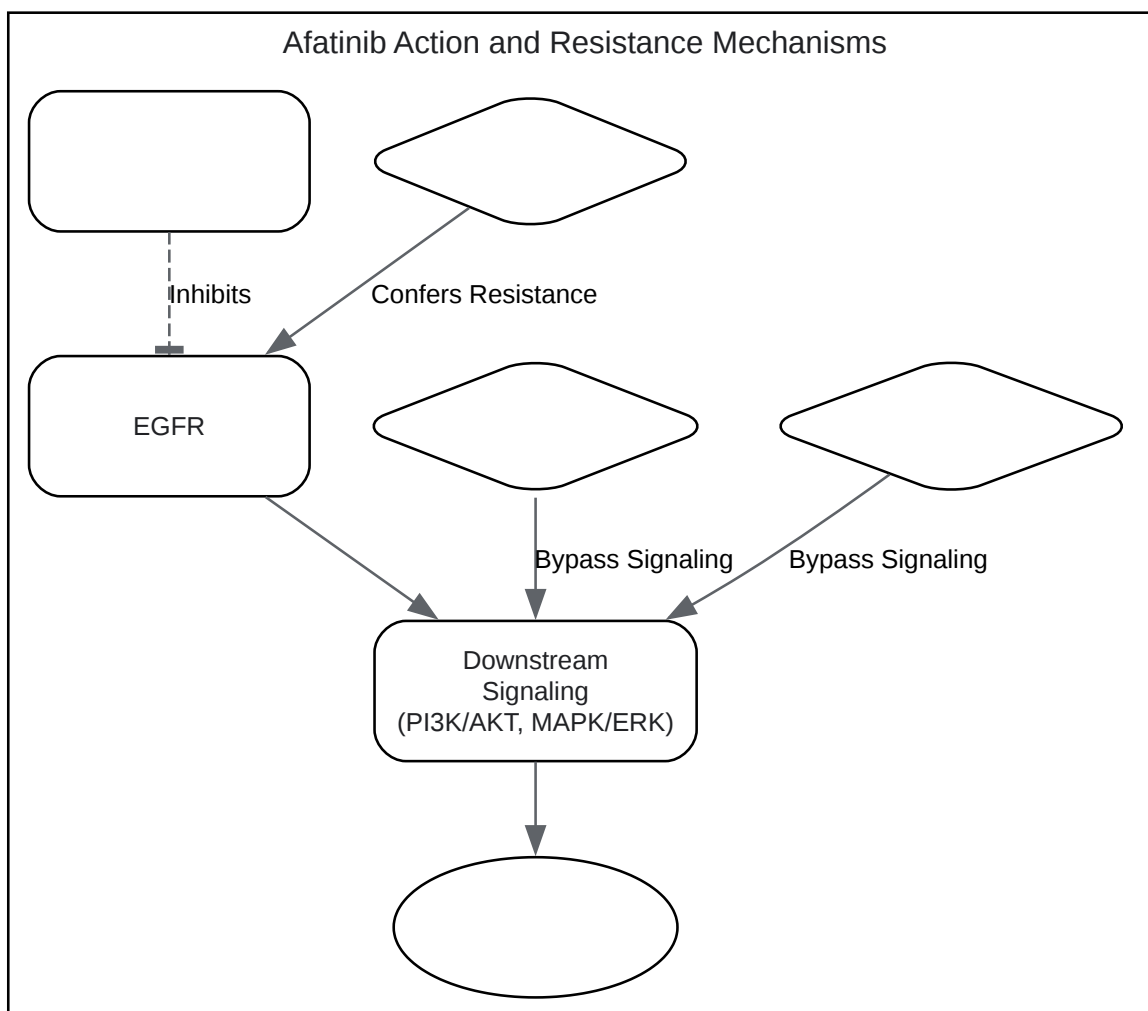 Afatinib Action and Resistance Mechanisms
Inhibits
Confers Resistance
EGFR
Bypass Signaling
Bypass Signaling
Downstream
Signaling
(PI3K/AKT, MAPK/ERK)